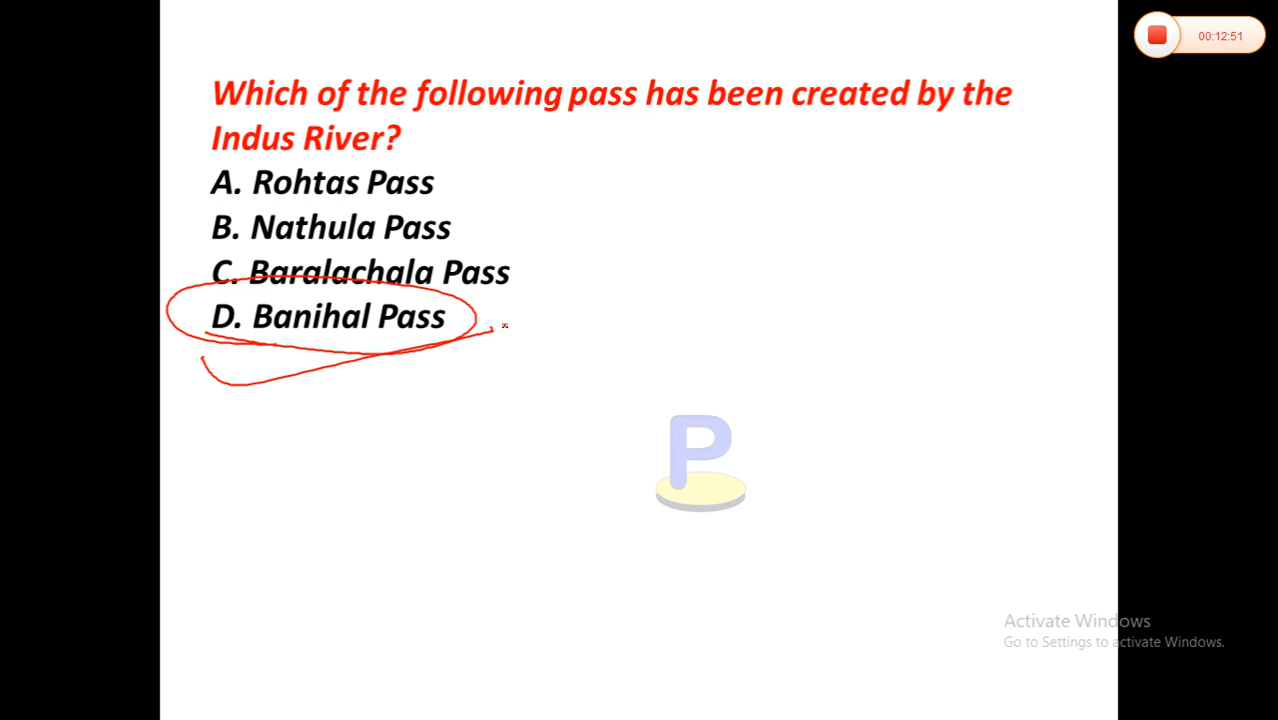 00:12:51
Which of the following pass has been created by the
Indus River?
A. Rohtas Pass
B. Nathula Pass
C. Baralachala Pass
D. Banihal Pass
P
Activate Windows
Go to Settings to activate Windows.